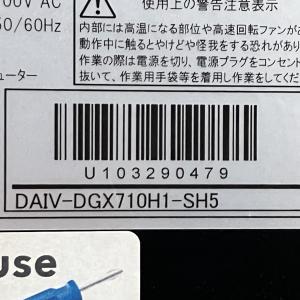 00V AC
50/60Hz
ューター
使用上の警告注意表示
内部には高温になる部位や高速回転ファンがあ
動作中に触るとやけどや怪我をする恐れがあり
作業の際は電源を切り、電源プラグをコンセント
抜いて、作業用手袋等を着用し作業をしてくださ
U103290479
DAIV-DGX710H1-SH5
use